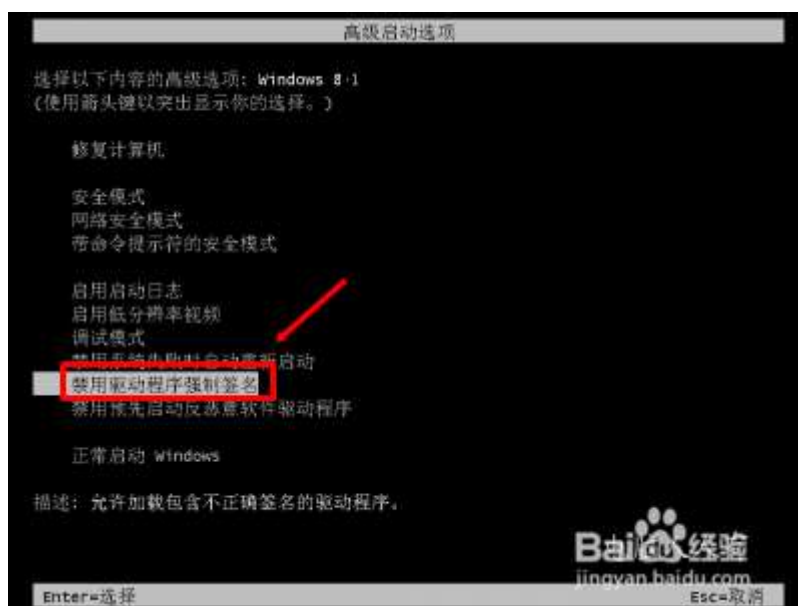 高级启动选项
选择以下内容的高级选项: Windows 8.1
(使用箭头键以突出显示你的选择。)
修复计算机
安全模式
网络安全模式
带命令提示符的安全模式
启用启动日志
启用低分辨率视频
调试模式
禁用系统失败时自动重新启动
禁用驱动程序强制签名
禁用预先启动反恶意软件驱动程序
正常启动 Windows
描述: 允许加载包含不正确签名的驱动程序。
Baidu经验
jingyan.baidu.com
Enter=选择 Esc=取消